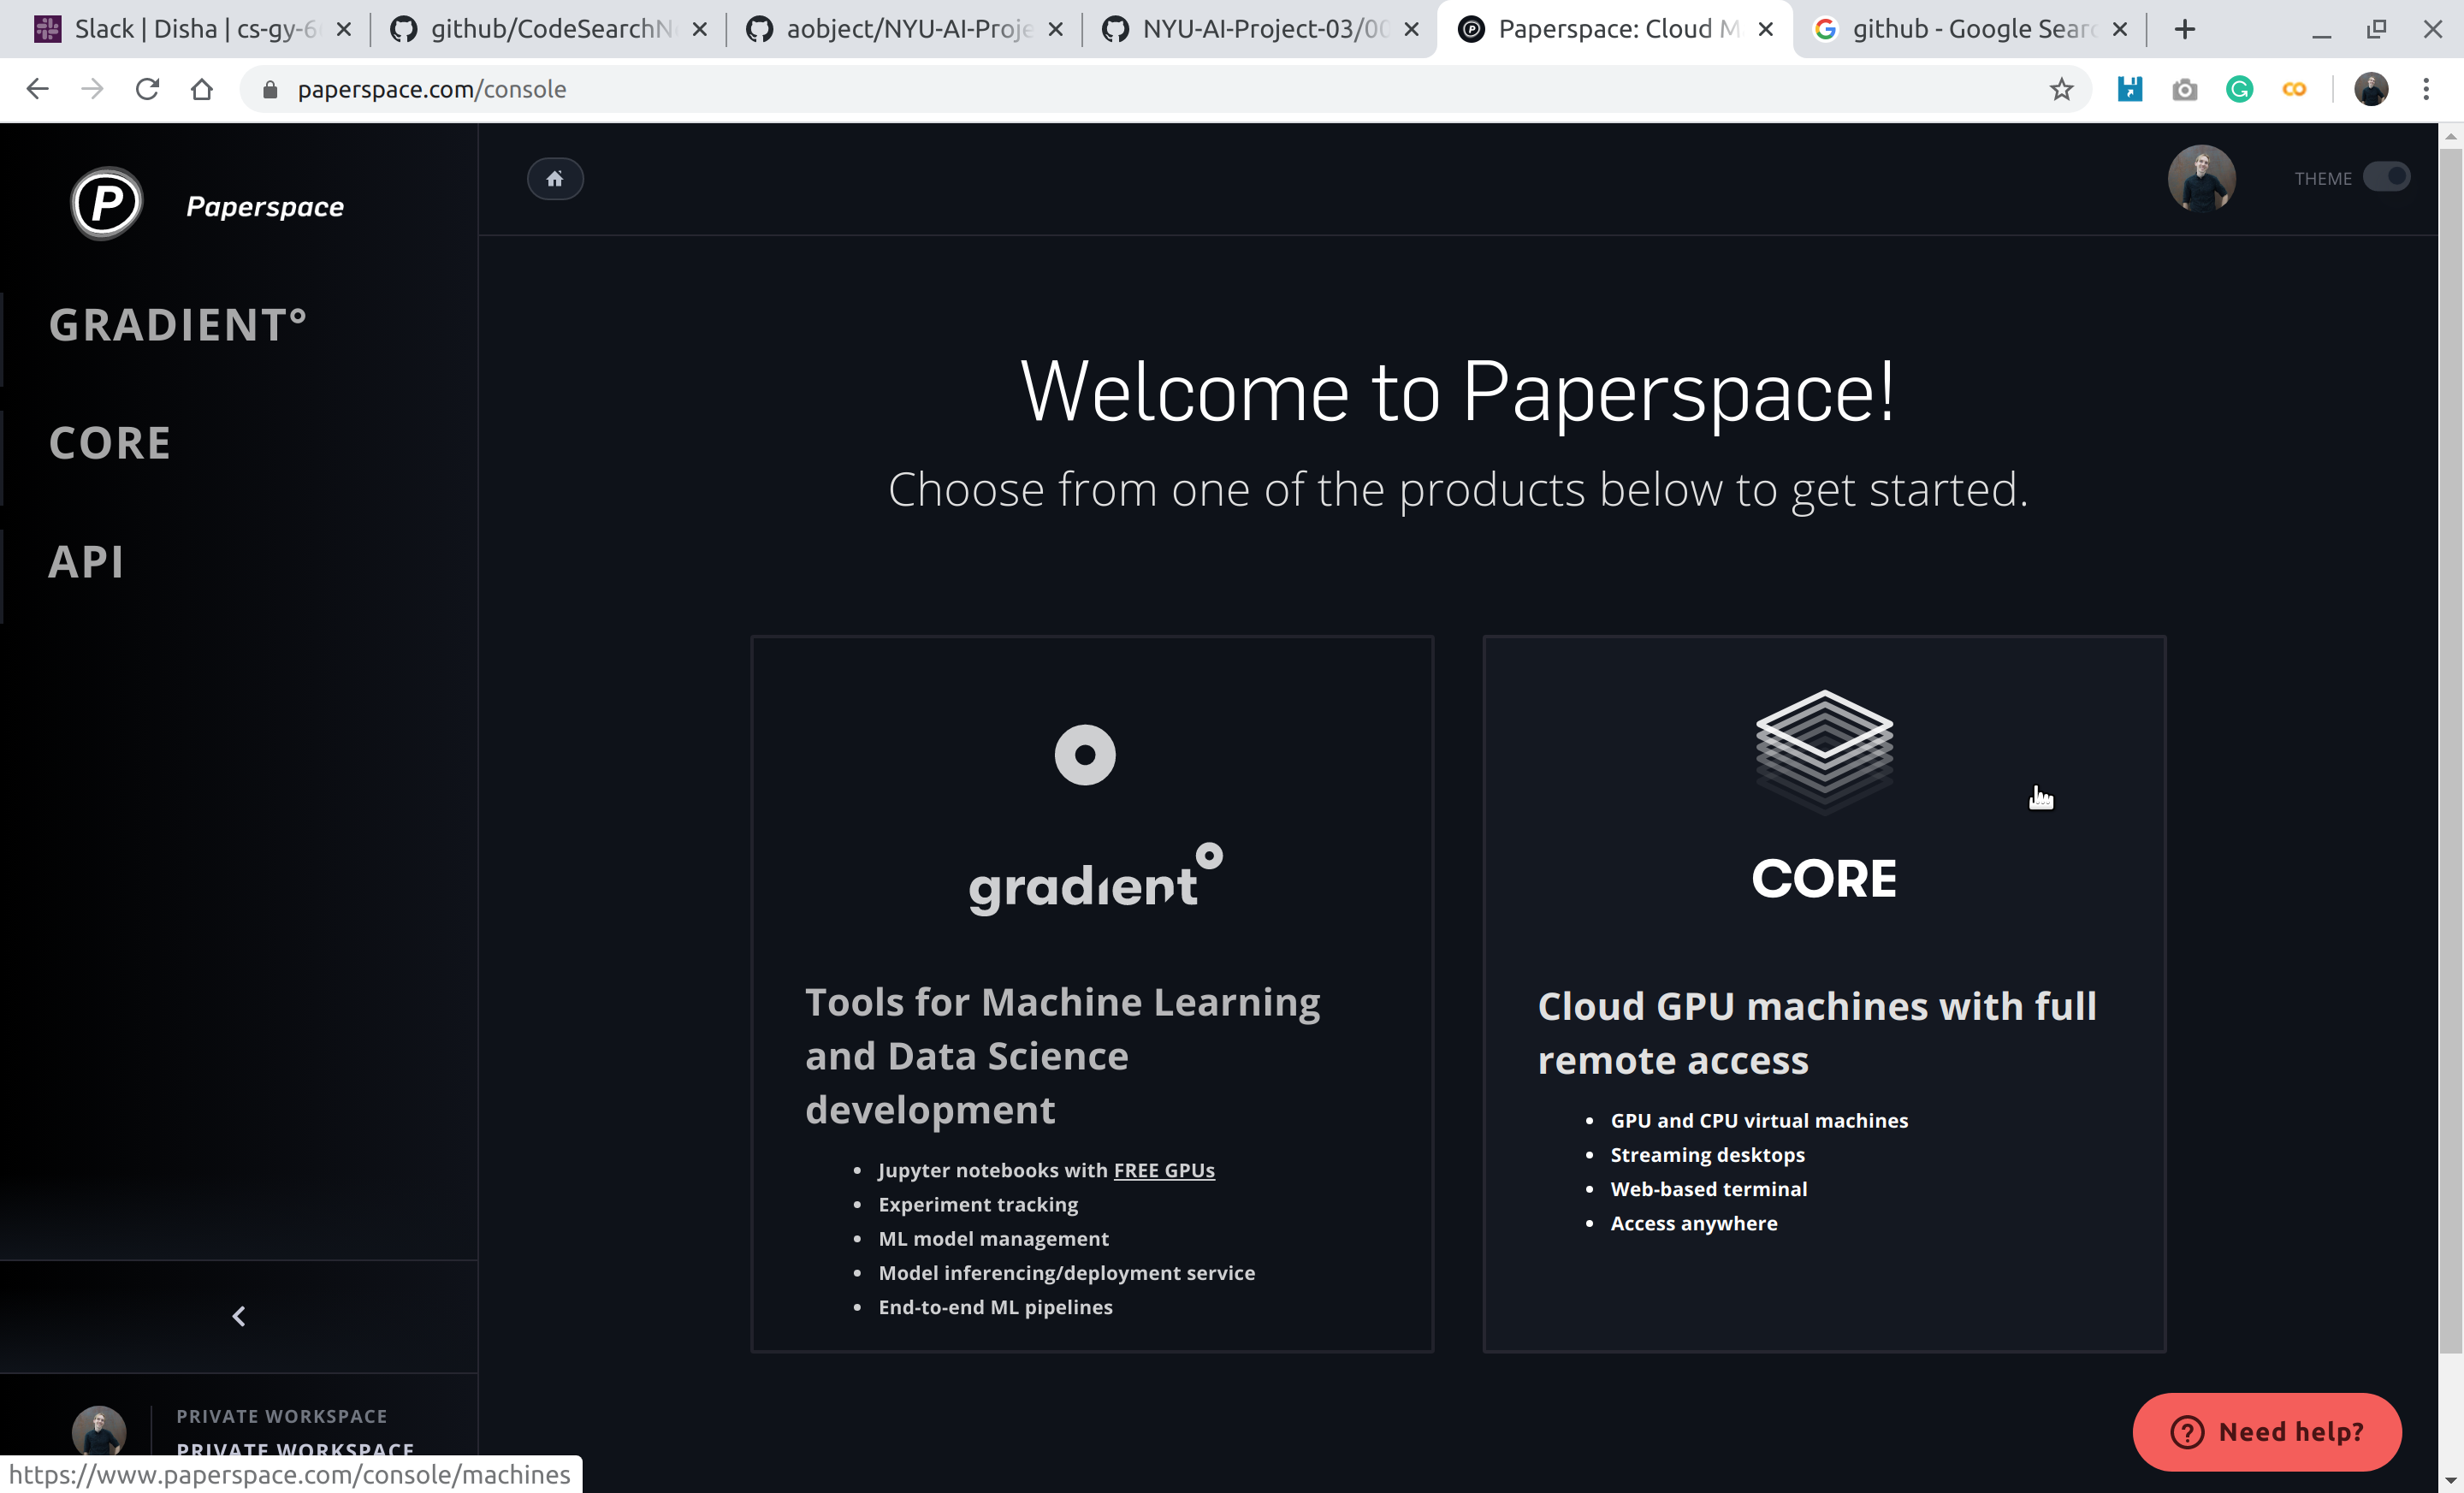 Slack | Disha | cs-gy-6
github/CodeSearchN
aobject/NYU-AI-Proje
NYU-AI-Project-03/00
Paperspace: Cloud M
github - Google Sear
paperspace.com/console
P
Paperspace
THEME
GRADIENT°
CORE
API
Welcome to Paperspace!
Choose from one of the products below to get started.
gradient°
Tools for Machine Learning
and Data Science
development
• Jupyter notebooks with FREE GPUs
• Experiment tracking
• ML model management
• Model inferencing/deployment service
• End-to-end ML pipelines
CORE
Cloud GPU machines with full
remote access
• GPU and CPU virtual machines
• Streaming desktops
• Web-based terminal
• Access anywhere
PRIVATE WORKSPACE
PRIVATE WORKSPACE
https://www.paperspace.com/console/machines
? Need help?